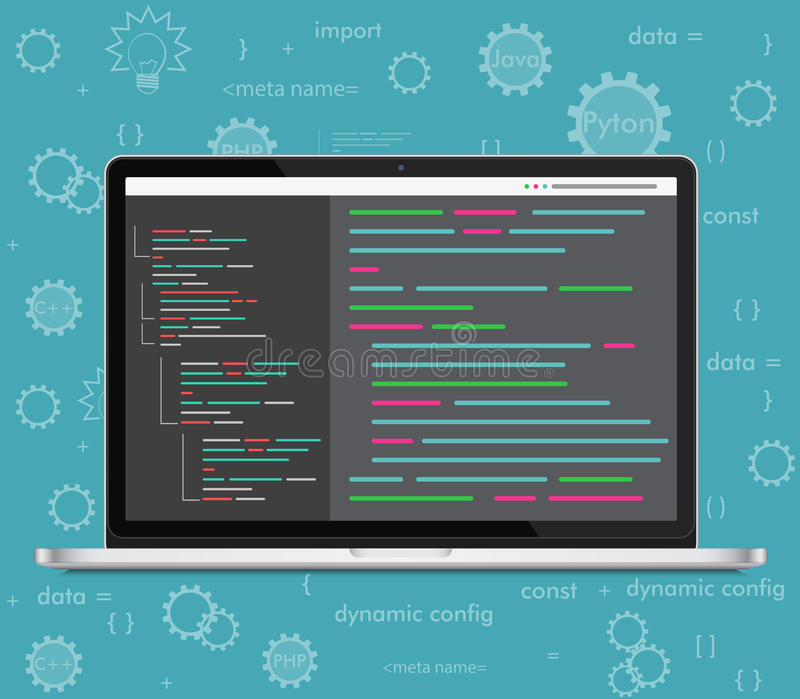 import
data = }
Java
} +
+ <meta name=
Pyton
{ }
PHP
[ ]
( )
const
+
C++
{ }
dreamstime
data =
}
+
( )
{
+ data =
const + dynamic config
{ }
dynamic config
[ ]
C++
PHP
=
<meta name=
+